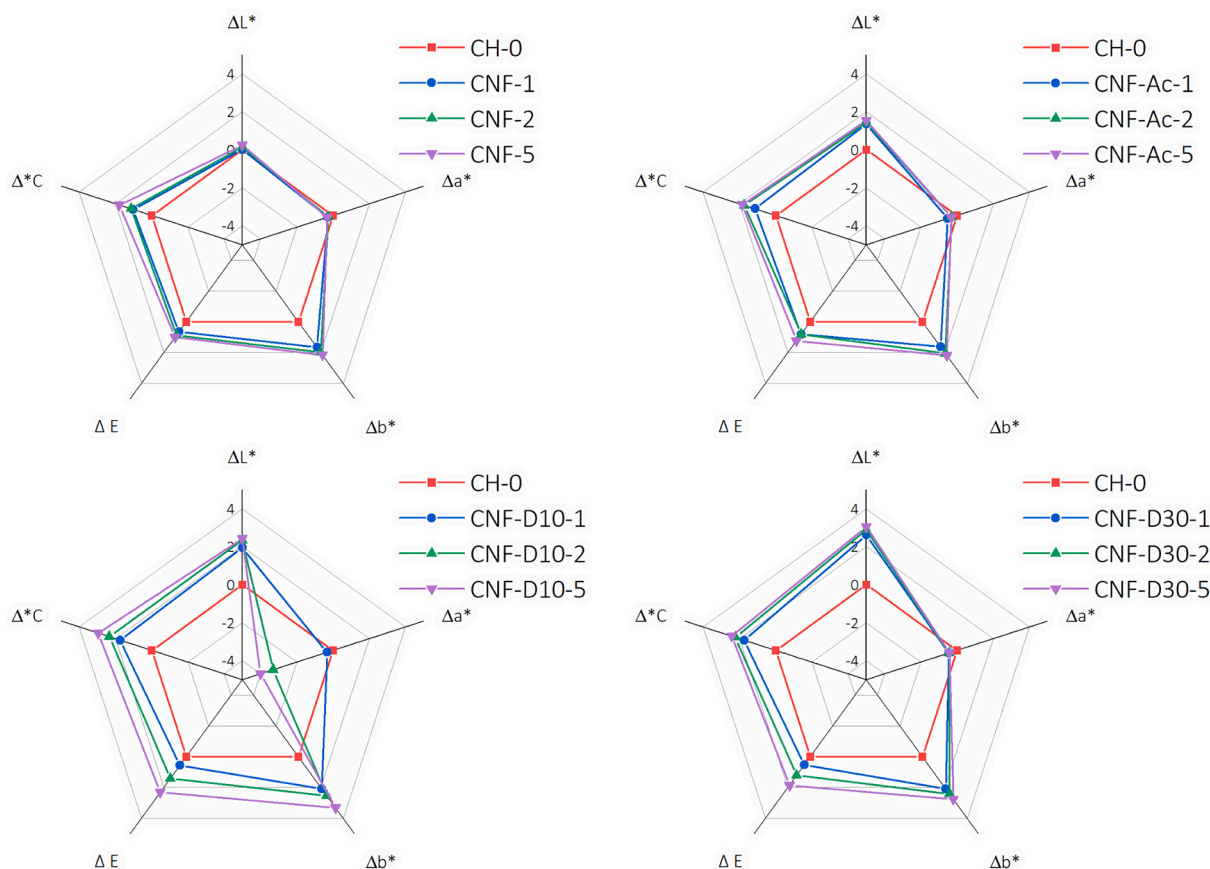 ΔL*
CH-0
CNF-1
CNF-2
CNF-5
4
2
0
-2
-4
Δ*C
Δa*
Δ E
Δb*
ΔL*
CH-0
CNF-Ac-1
CNF-Ac-2
CNF-Ac-5
4
2
0
-2
-4
Δ*C
Δa*
Δ E
Δb*
ΔL*
CH-0
CNF-D10-1
CNF-D10-2
CNF-D10-5
4
2
0
-2
-4
Δ*C
Δa*
Δ E
Δb*
ΔL*
CH-0
CNF-D30-1
CNF-D30-2
CNF-D30-5
4
2
0
-2
-4
Δ*C
Δa*
Δ E
Δb*